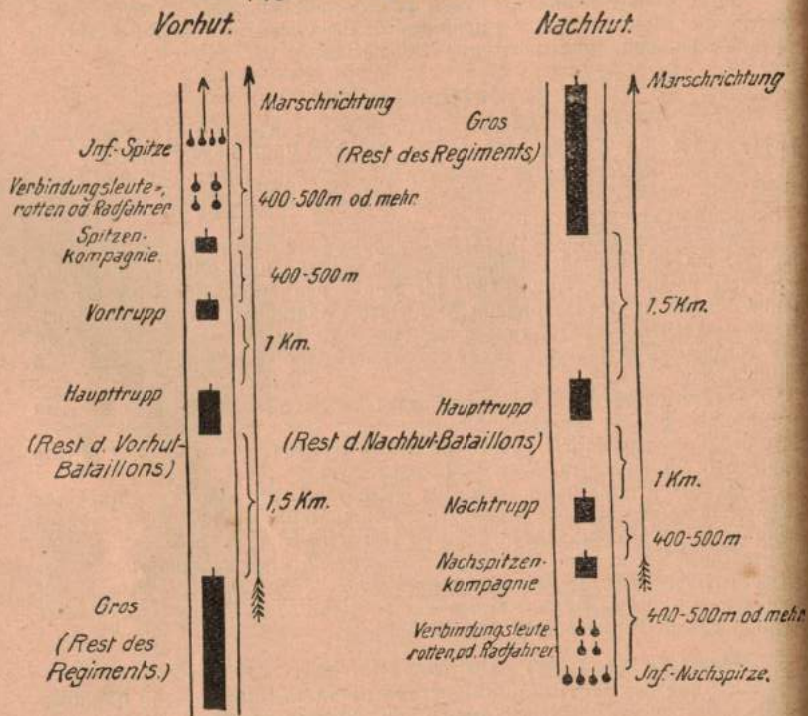 Vorhut.
Marschrichtung
Jnf.-Spitze
Verbindungsleute-,
rotten od. Radfahrer
400-500m od. mehr.
Spitzen-
kompagnie.
400-500m
Vortrupp
1 Km.
Haupttrupp
(Rest d. Vorhut-
Bataillons)
1,5 Km.
Gros
(Rest des
Regiments.)
Nachhut.
Marschrichtung
Gros
(Rest des Regiments)
1,5 Km.
Haupttrupp
(Rest d. Nachhut-Bataillons)
1 Km.
Nachtrupp
400-500m
Nachspitzen-
kompagnie
400-500m od. mehr
Verbindungsleute
rotten, od. Radfahrer
Jnf.-Nachspitze.